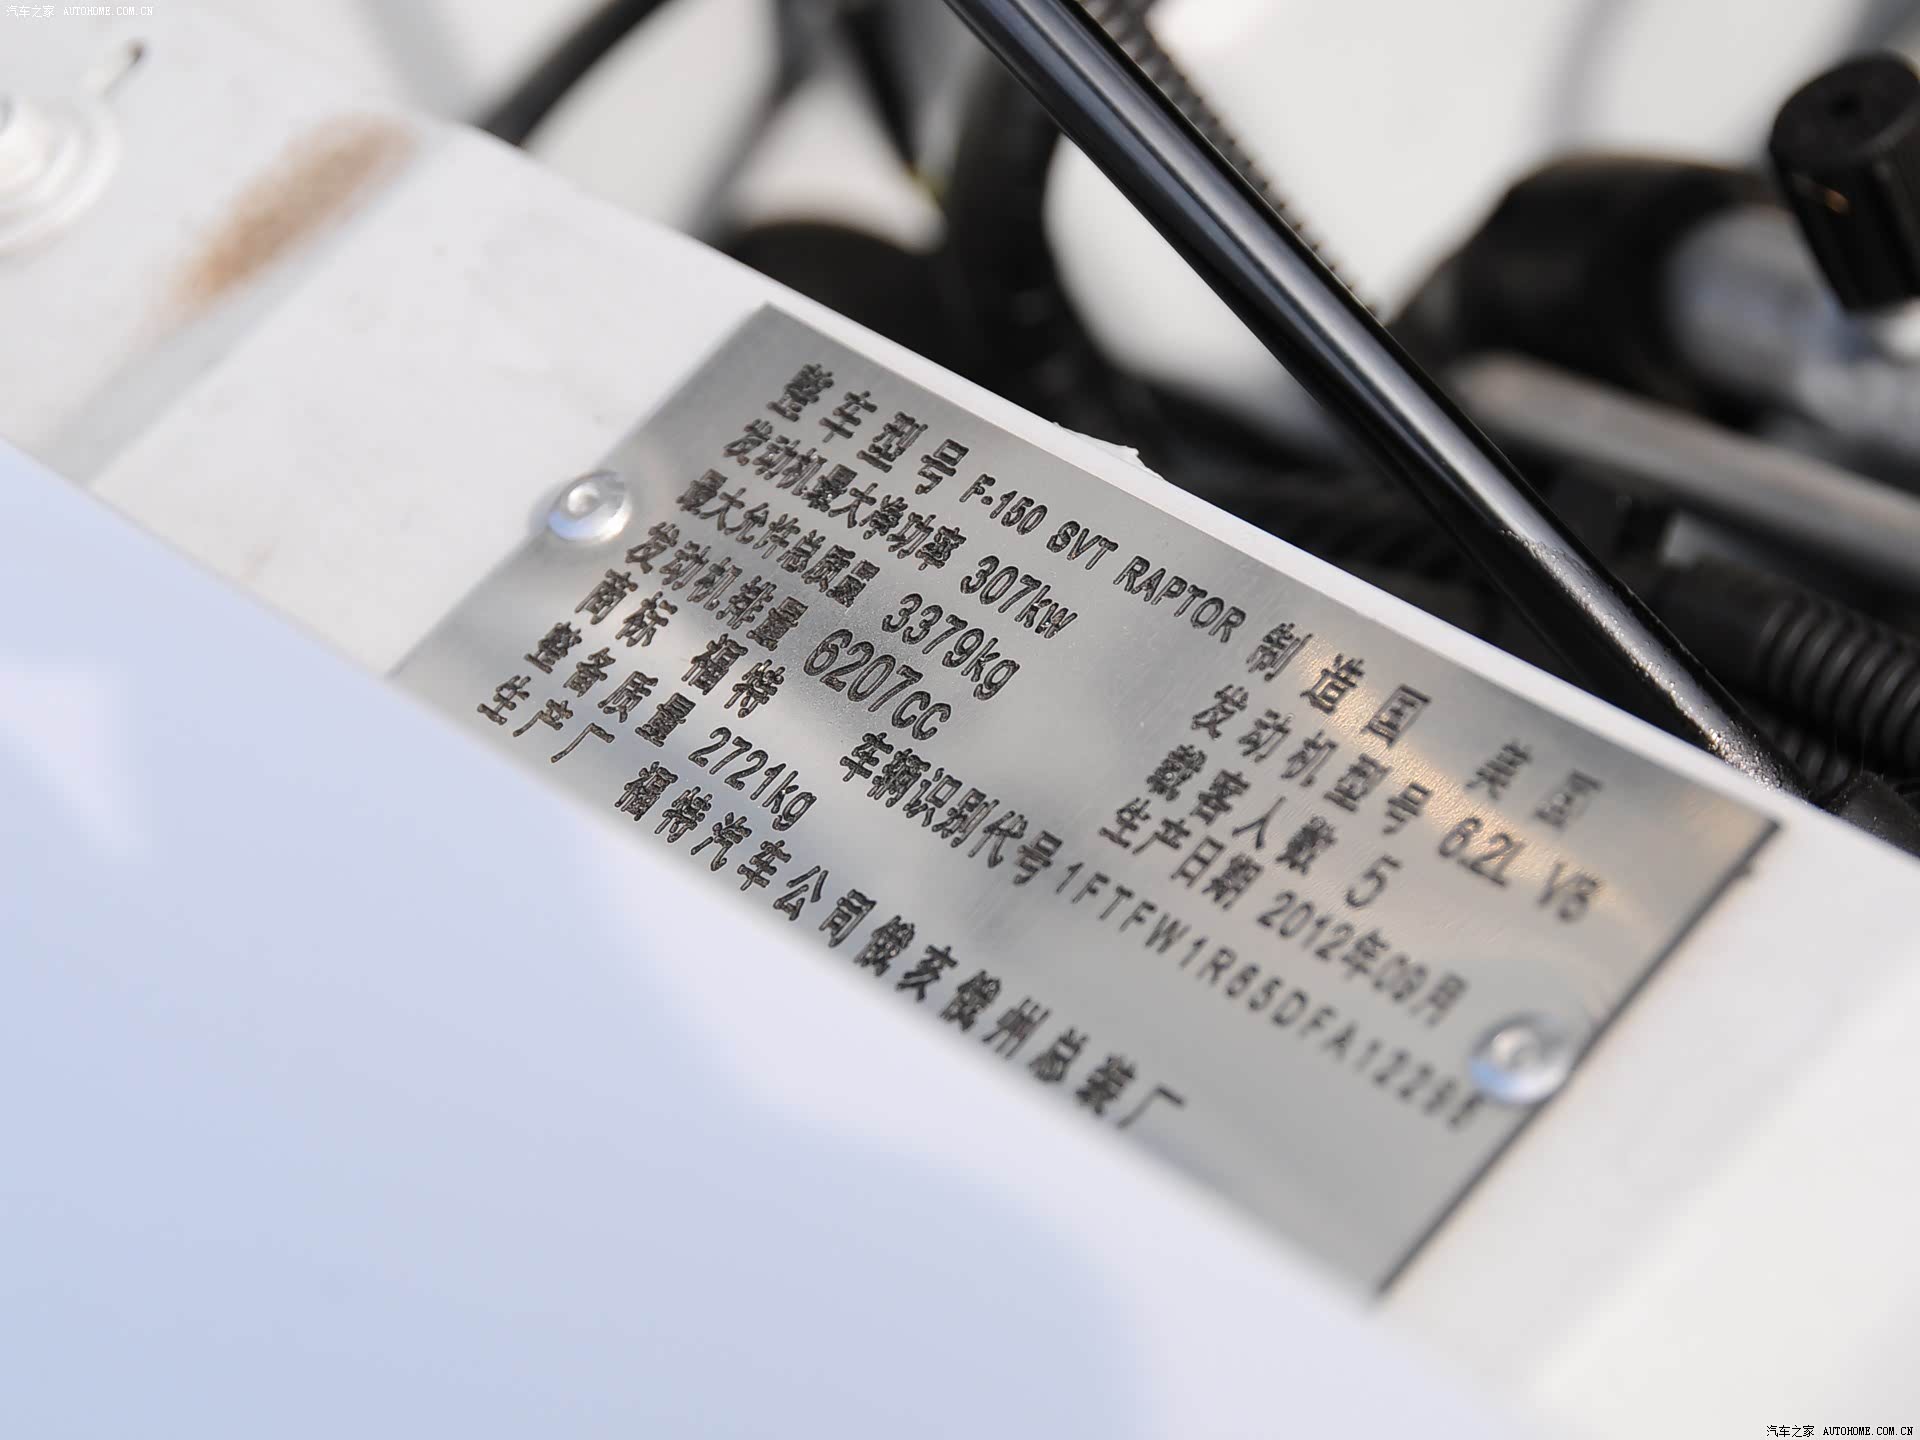 汽车之家 AUTOHOME.COM.CN
整车型号 F-150 SVT RAPTOR 制造国 美国
发动机最大净功率 307kW 发动机型号 6.2L V8
最大允许总质量 3379kg 载客人数 5
发动机排量 6207CC 生产日期 2012年09月
商标 福特 车辆识别代号
整备质量 2721kg
生产厂 福特汽车公司俄亥俄州总装厂
汽车之家 AUTOHOME.COM.CN